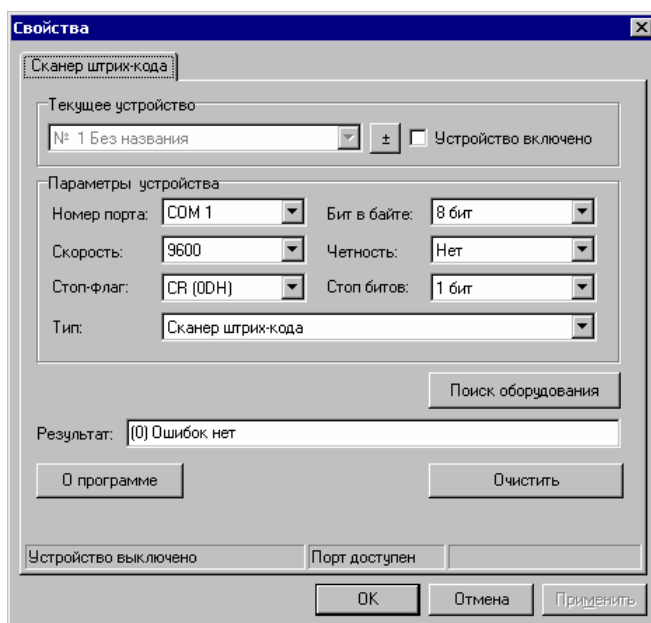 Свойства
Сканер штрих-кода
Текущее устройство
№ 1 Без названия ± Устройство включено
Параметры устройства
Номер порта: COM 1 Бит в байте: 8 бит
Скорость: 9600 Четность: Нет
Стоп-флаг: CR (0DH) Стоп битов: 1 бит
Тип: Сканер штрих-кода
Поиск оборудования
Результат: (0) Ошибок нет
О программе Очистить
Устройство выключено Порт доступен
OK Отмена Применить